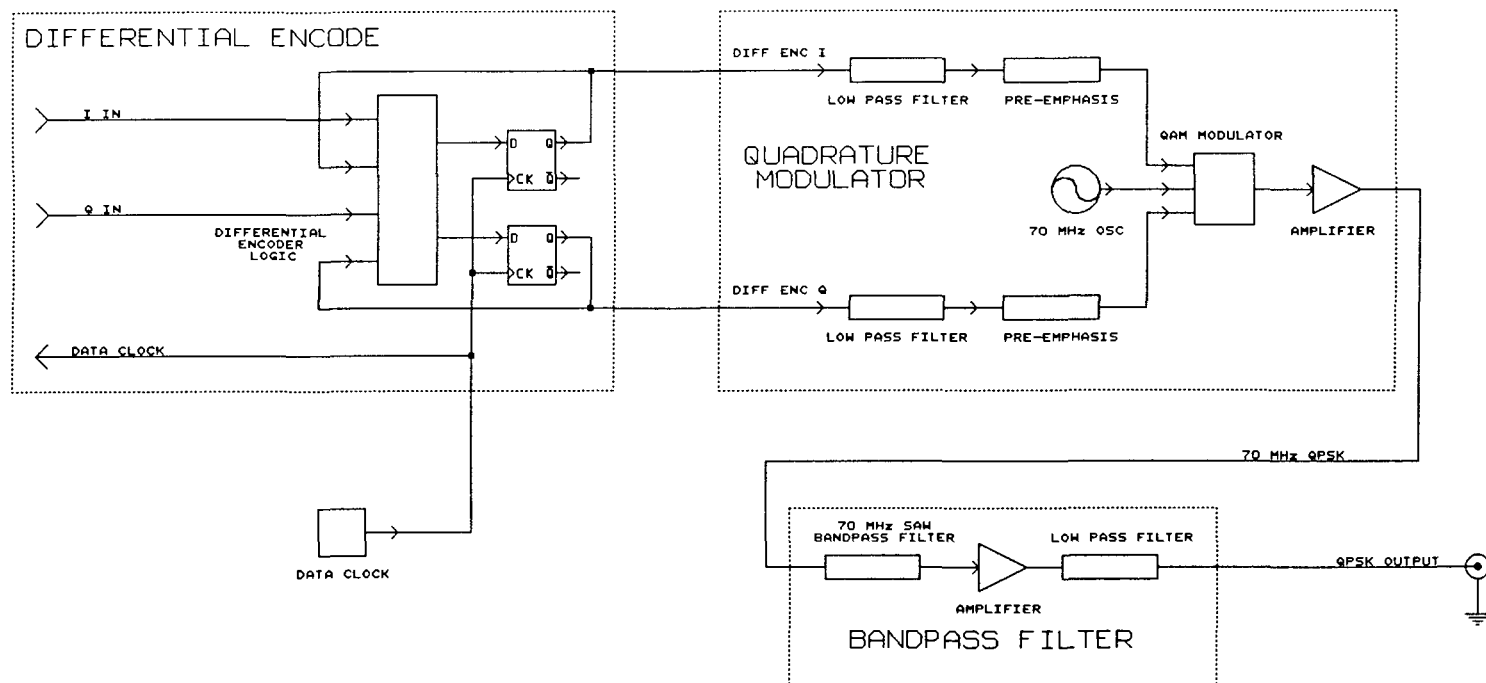 DIFFERENTIAL ENCODE
I IN
Q IN
DIFFERENTIAL
ENCODER
LOGIC
D Q
CK Q̅
D Q
CK Q̅
DATA CLOCK
DATA CLOCK
DIFF ENC I
LOW PASS FILTER
PRE-EMPHASIS
QUADRATURE
MODULATOR
QAM MODULATOR
70 MHz OSC
AMPLIFIER
DIFF ENC Q
LOW PASS FILTER
PRE-EMPHASIS
70 MHz QPSK
70 MHz SAW
BANDPASS FILTER
AMPLIFIER
LOW PASS FILTER
QPSK OUTPUT
BANDPASS FILTER